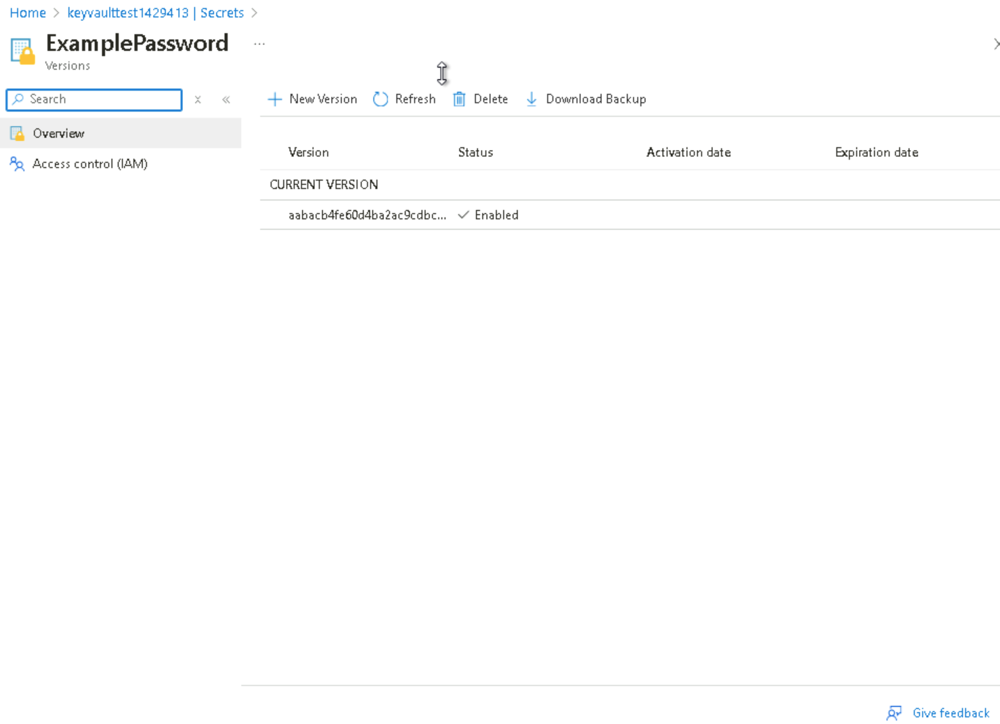 Home > keyvaulttest1429413 | Secrets >
ExamplePassword ...
Versions
Search
New Version Refresh Delete Download Backup
Overview
Access control (IAM)
Version Status Activation date Expiration date
CURRENT VERSION
aabacb4fe60d4ba2ac9cdbc... Enabled
Give feedback